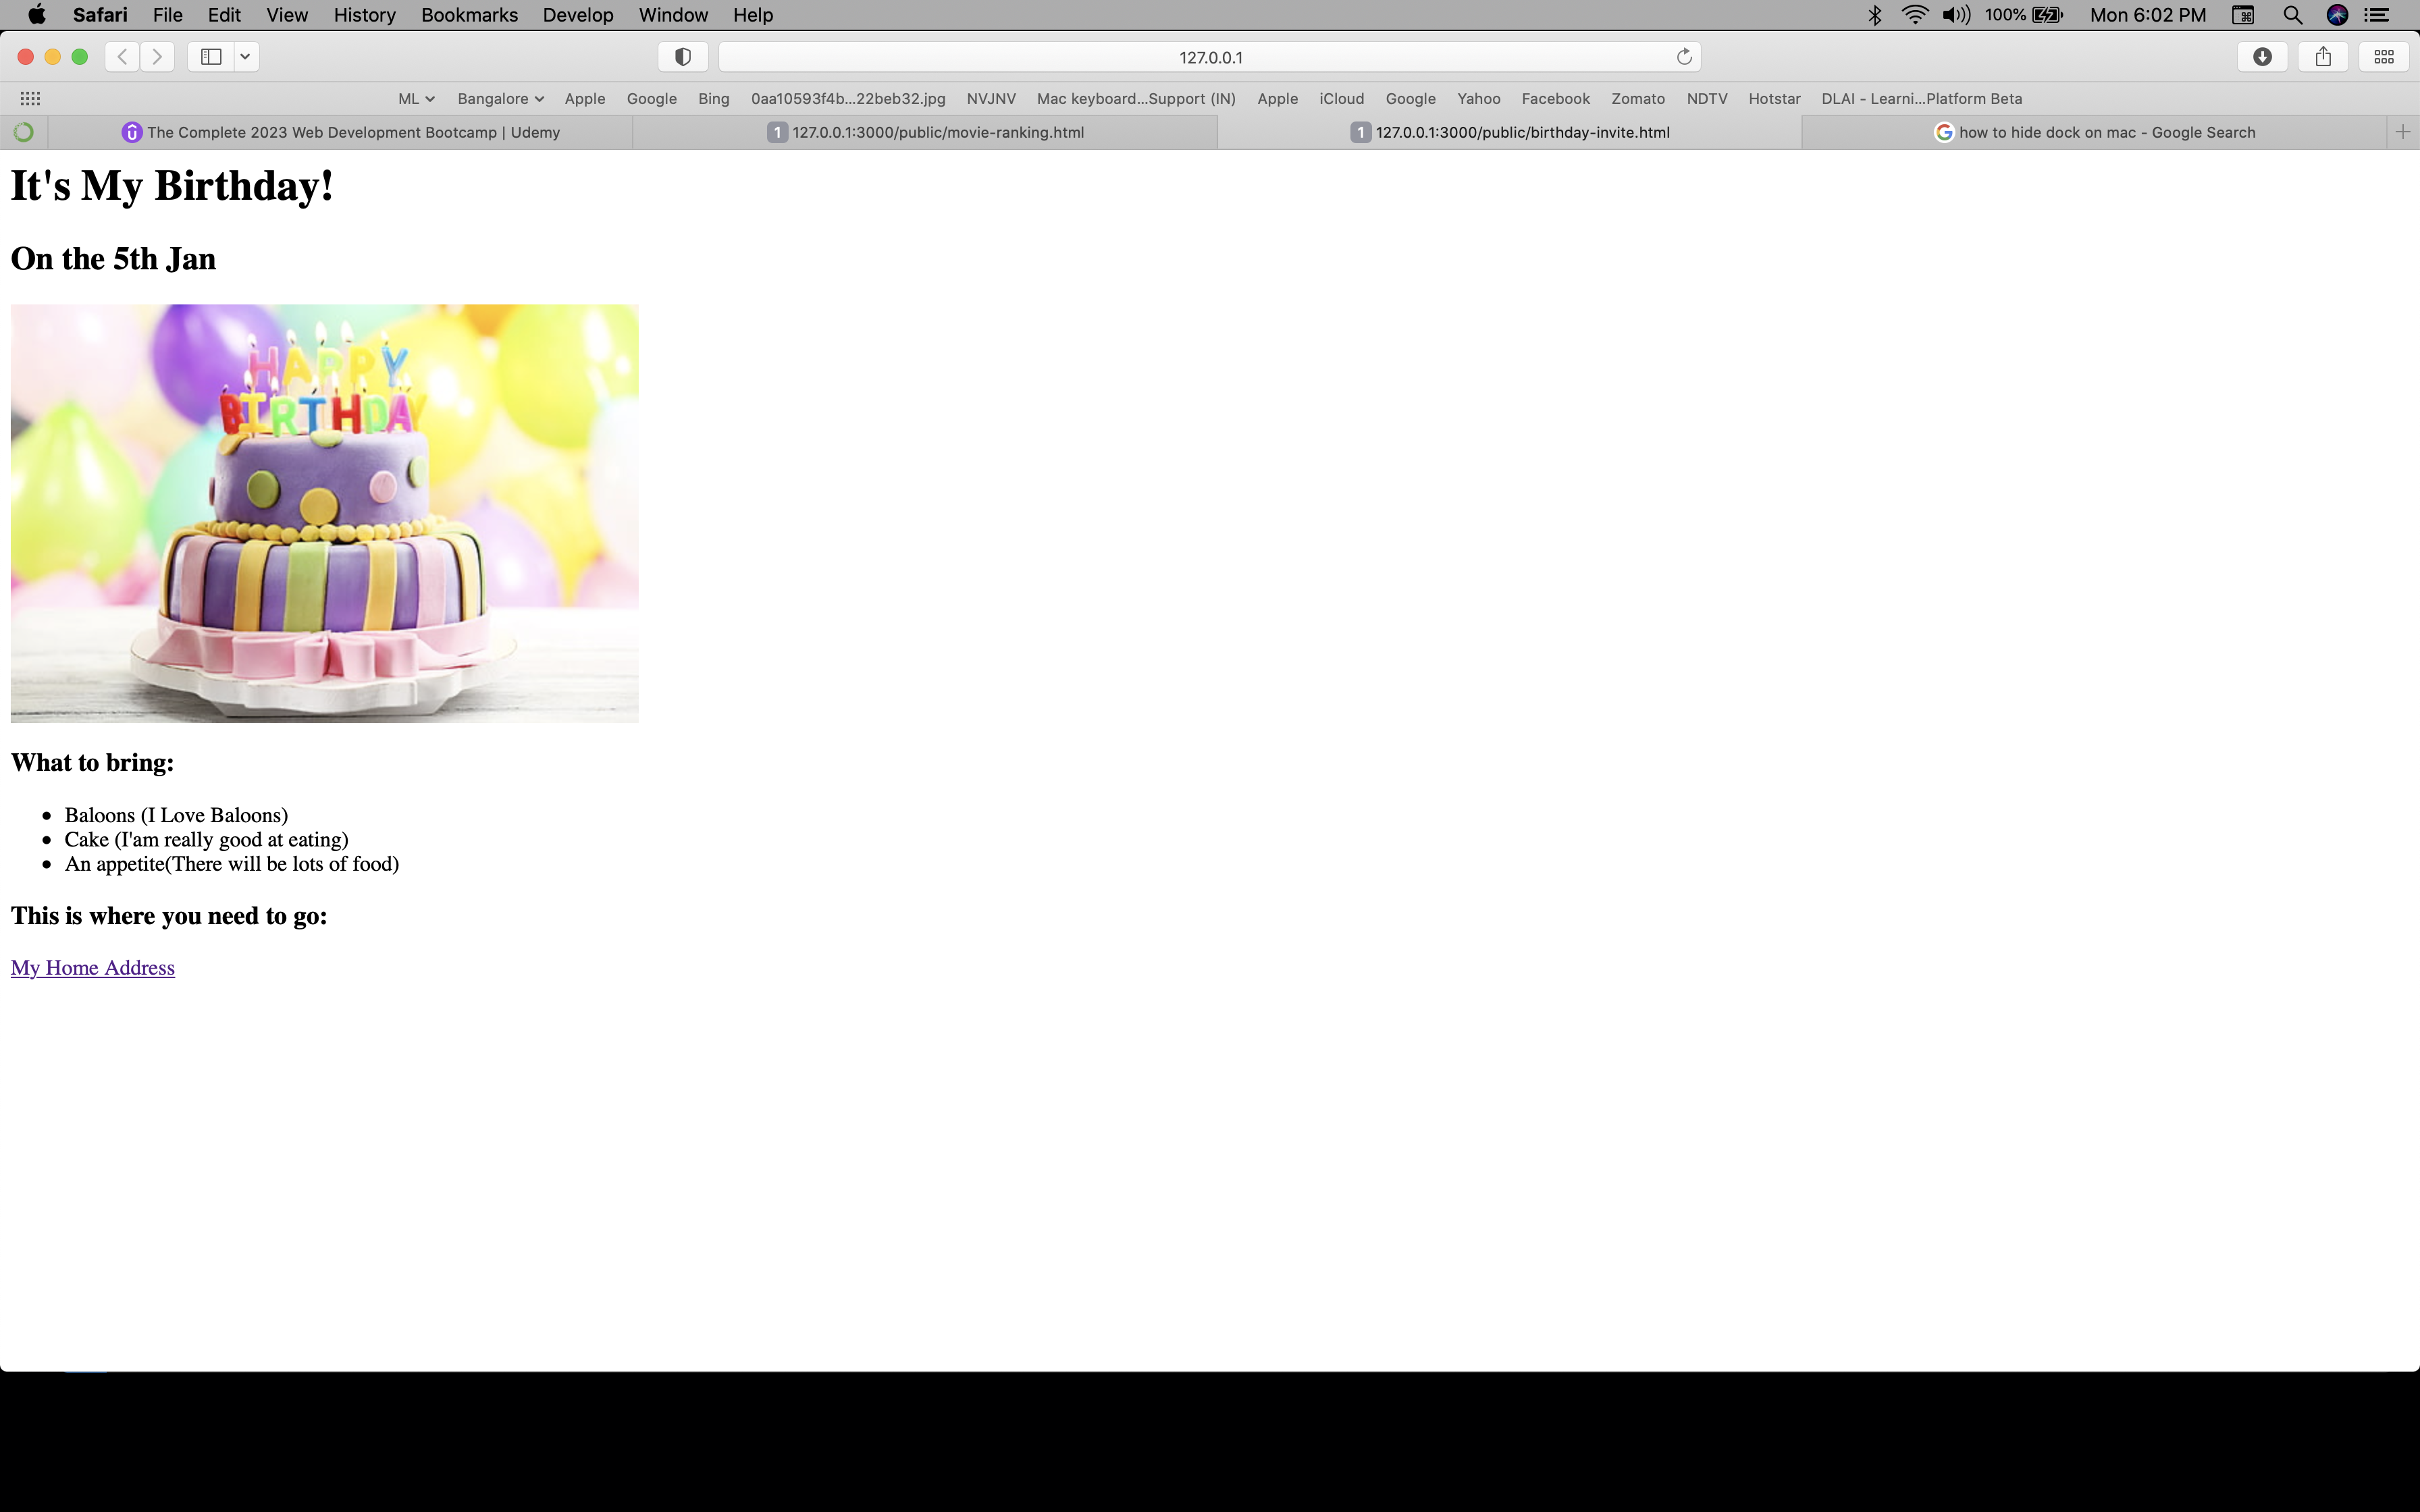 Safari File Edit View History Bookmarks Develop Window Help 100% Mon 6:02 PM
127.0.0.1
ML Bangalore Apple Google Bing 0aa10593f4b...22beb32.jpg NVJNV Mac keyboard...Support (IN) Apple iCloud Google Yahoo Facebook Zomato NDTV Hotstar DLAI - Learni...Platform Beta
The Complete 2023 Web Development Bootcamp | Udemy 1 127.0.0.1:3000/public/movie-ranking.html 1 127.0.0.1:3000/public/birthday-invite.html G how to hide dock on mac - Google Search
It's My Birthday!
On the 5th Jan
HAPPY
BIRTHDAY
What to bring:
Baloons (I Love Baloons)
Cake (I'am really good at eating)
An appetite(There will be lots of food)
This is where you need to go:
My Home Address